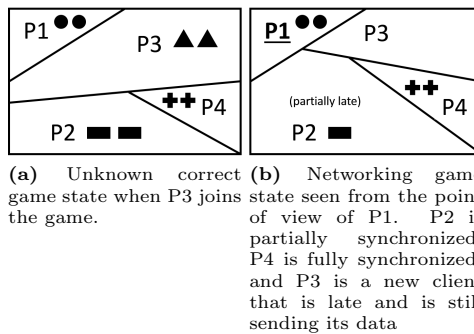 P1
P3
P4
P2
P1
P3
P4
(partially late)
P2
(a) Unknown correct
game state when P3 joins
the game.
(b) Networking game
state seen from the point
of view of P1. P2 is
partially synchronized
P4 is fully synchronized
and P3 is a new client
that is late and is still
sending its data